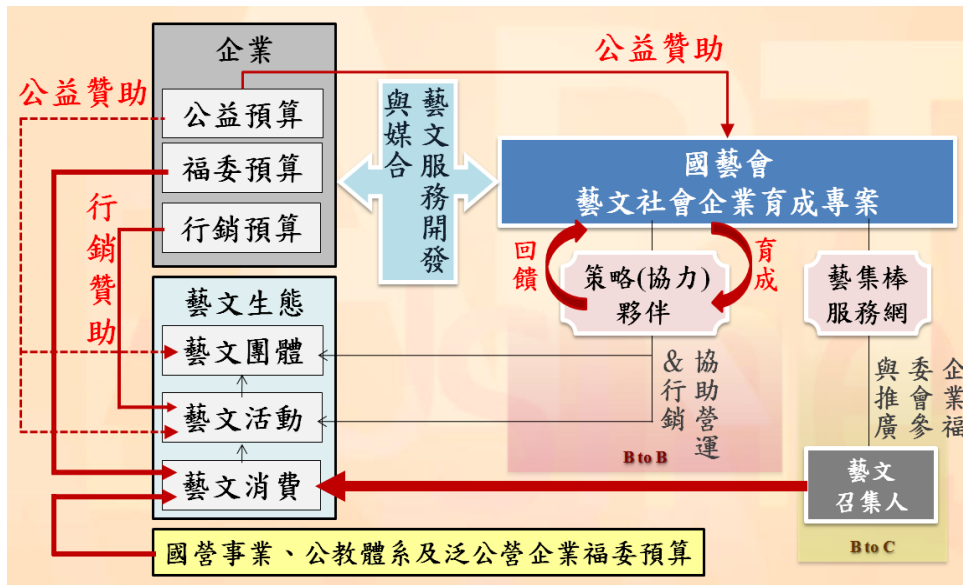 企業
公益贊助
公益贊助
公益預算
福委預算
行銷預算
行銷贊助
藝文服務開發
與媒合
國藝會
藝文社會企業育成專案
回饋
育成
策略(協力)
夥伴
藝集棒
服務網
藝文生態
藝文團體
藝文活動
藝文消費
協助營運
&行銷
B to B
企業福
委會參
與推廣
藝文
召集人
B to C
國營事業、公教體系及泛公營企業福委預算